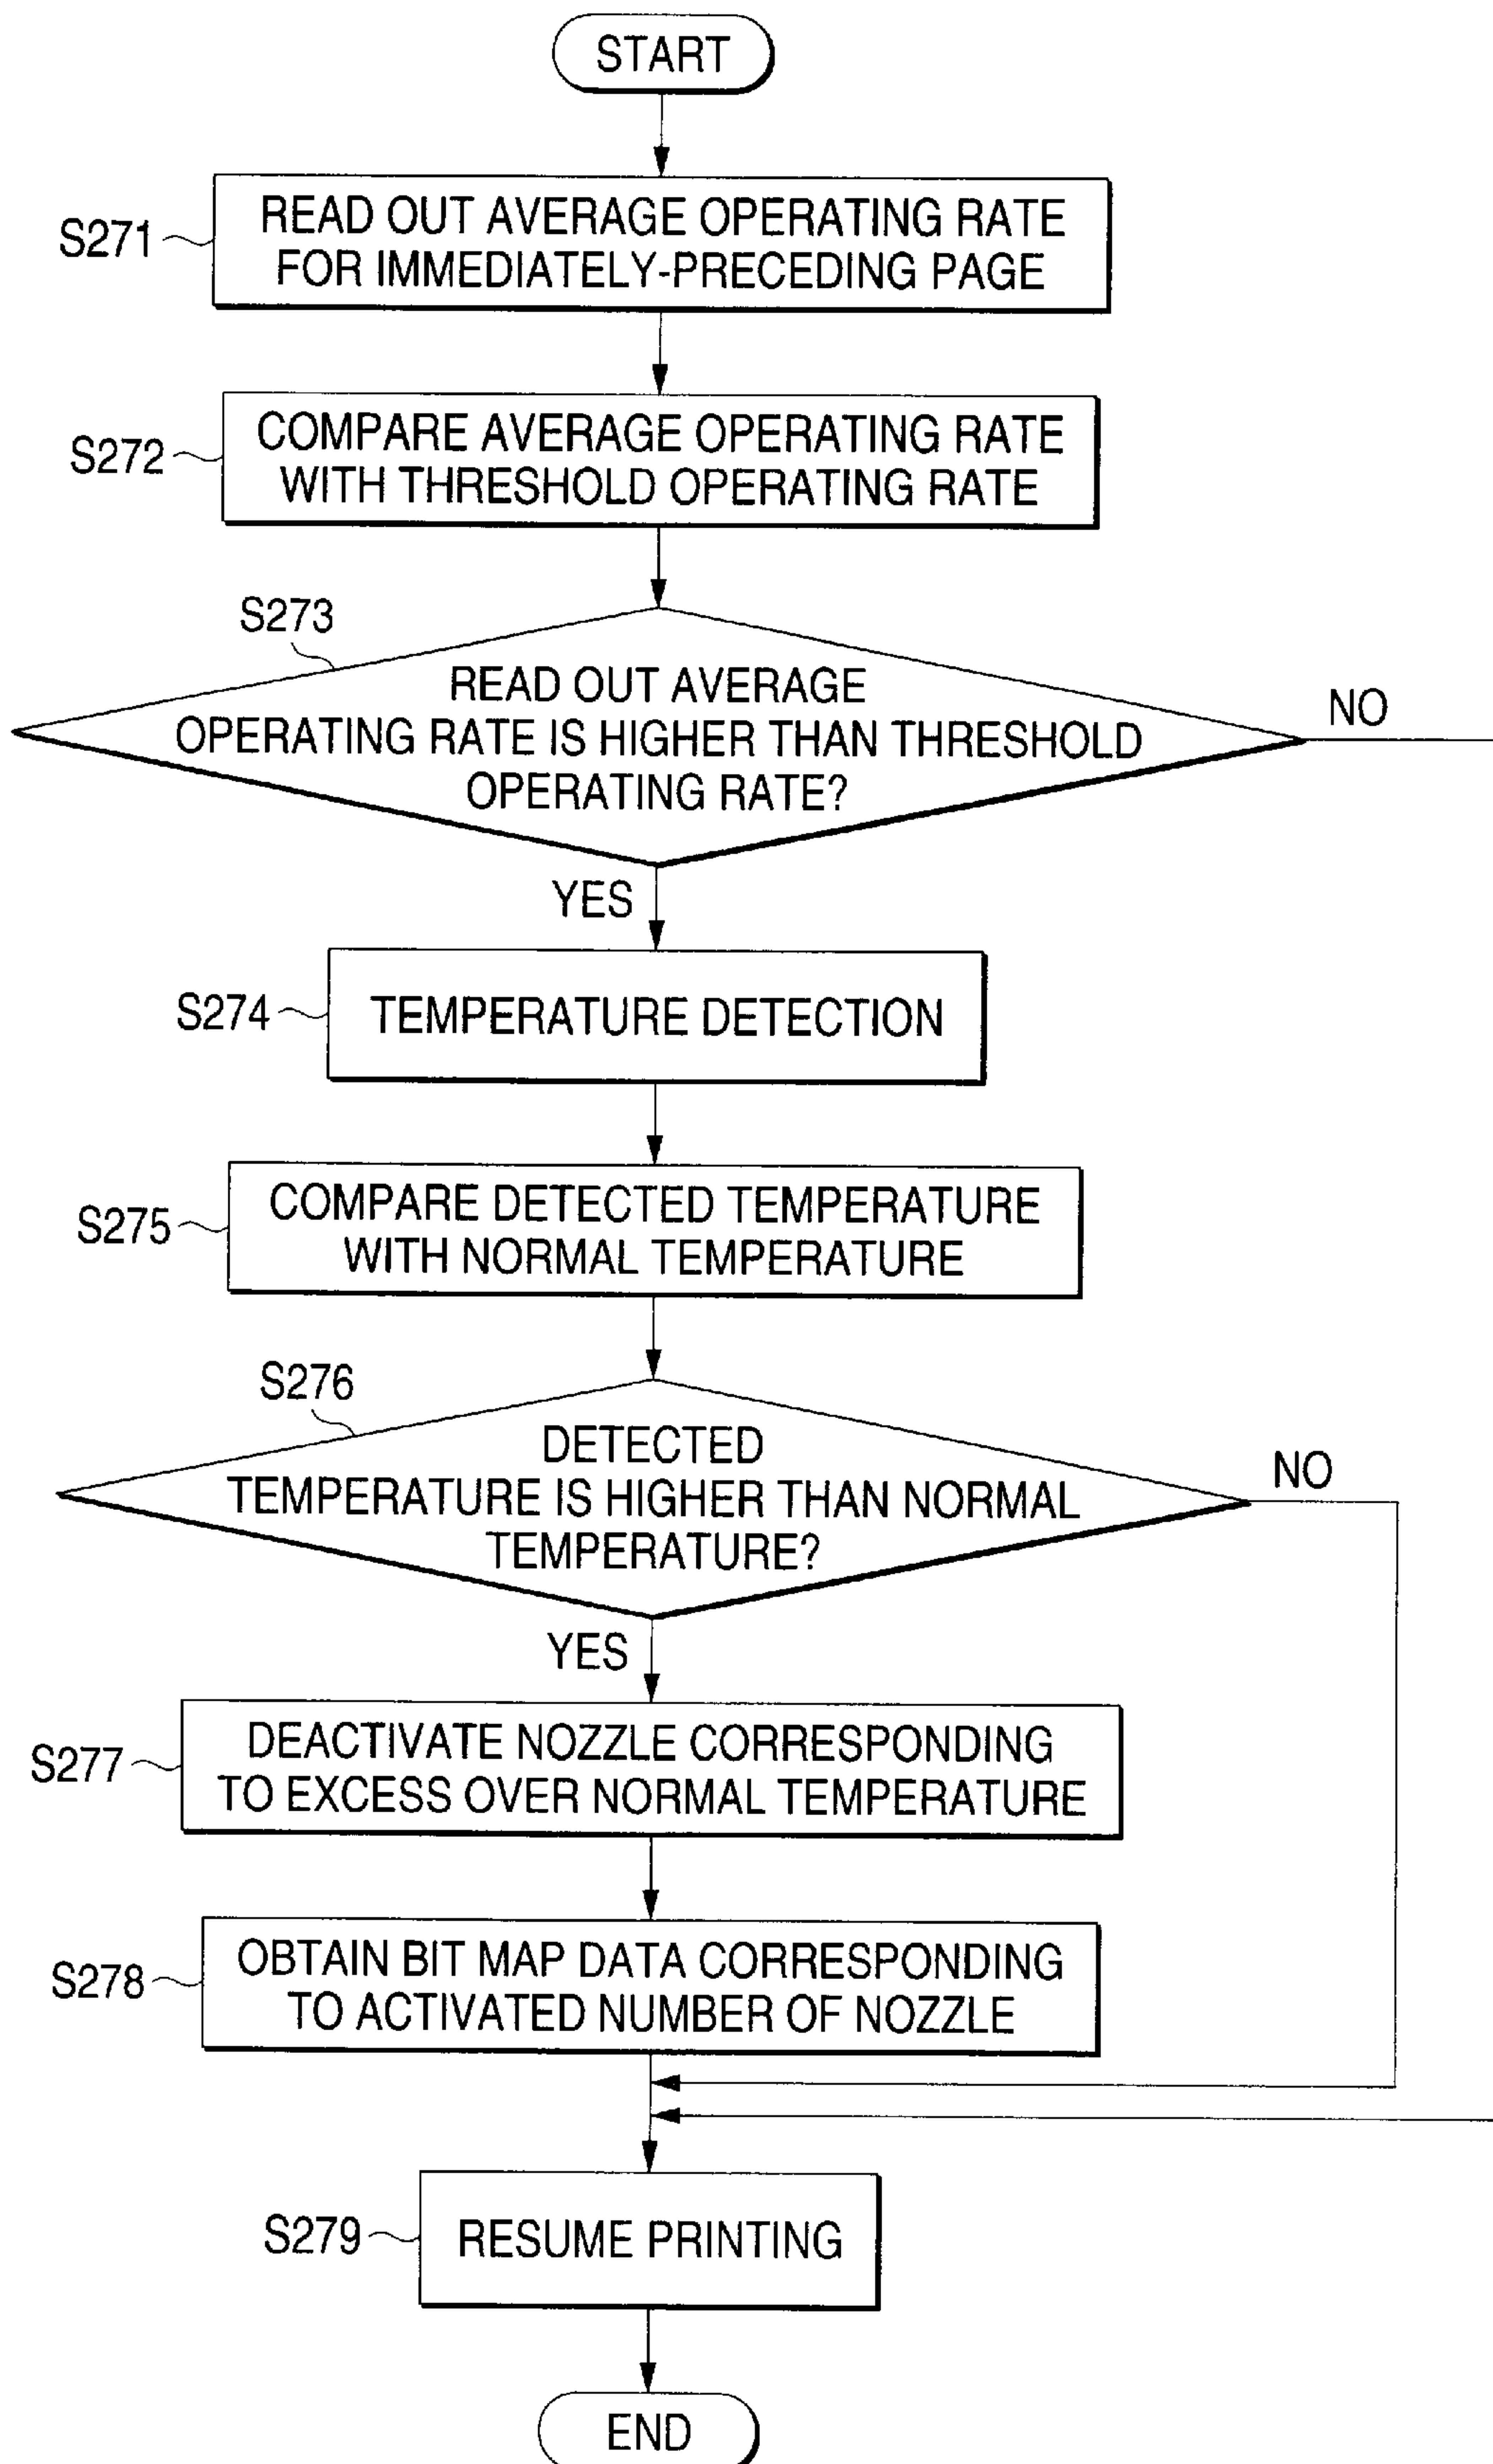 START
S271
READ OUT AVERAGE OPERATING RATE
FOR IMMEDIATELY-PRECEDING PAGE
S272
COMPARE AVERAGE OPERATING RATE
WITH THRESHOLD OPERATING RATE
S273
READ OUT AVERAGE
OPERATING RATE IS HIGHER THAN THRESHOLD
OPERATING RATE?
NO
YES
S274
TEMPERATURE DETECTION
S275
COMPARE DETECTED TEMPERATURE
WITH NORMAL TEMPERATURE
S276
DETECTED
TEMPERATURE IS HIGHER THAN NORMAL
TEMPERATURE?
NO
YES
S277
DEACTIVATE NOZZLE CORRESPONDING
TO EXCESS OVER NORMAL TEMPERATURE
S278
OBTAIN BIT MAP DATA CORRESPONDING
TO ACTIVATED NUMBER OF NOZZLE
S279
RESUME PRINTING
END